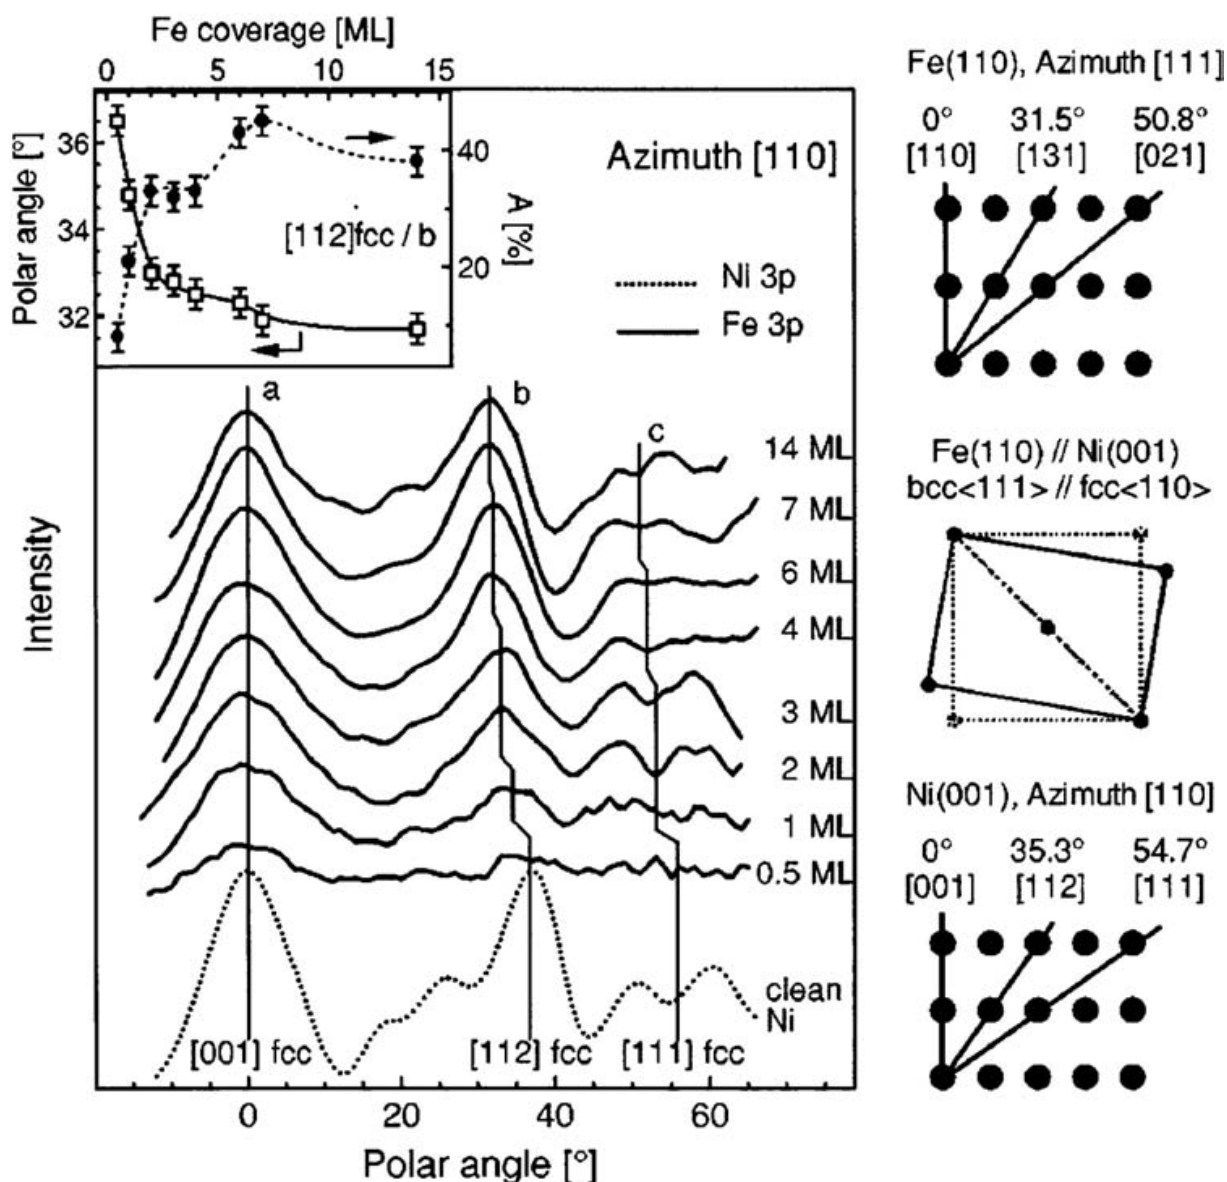 Fe coverage [ML]
0 5 10 15
Polar angle [°]
36
34
32
40
20
A [%]
[112]fcc / b
Azimuth [110]
Ni 3p
Fe 3p
a
b
c
14 ML
7 ML
6 ML
4 ML
3 ML
2 ML
1 ML
0.5 ML
clean
Ni
[001] fcc
[112] fcc
[111] fcc
Intensity
0 20 40 60
Polar angle [°]
Fe(110), Azimuth [111]
0° 31.5° 50.8°
[110] [131] [021]
Fe(110) // Ni(001)
bcc<111> // fcc<110>
Ni(001), Azimuth [110]
0° 35.3° 54.7°
[001] [112] [111]